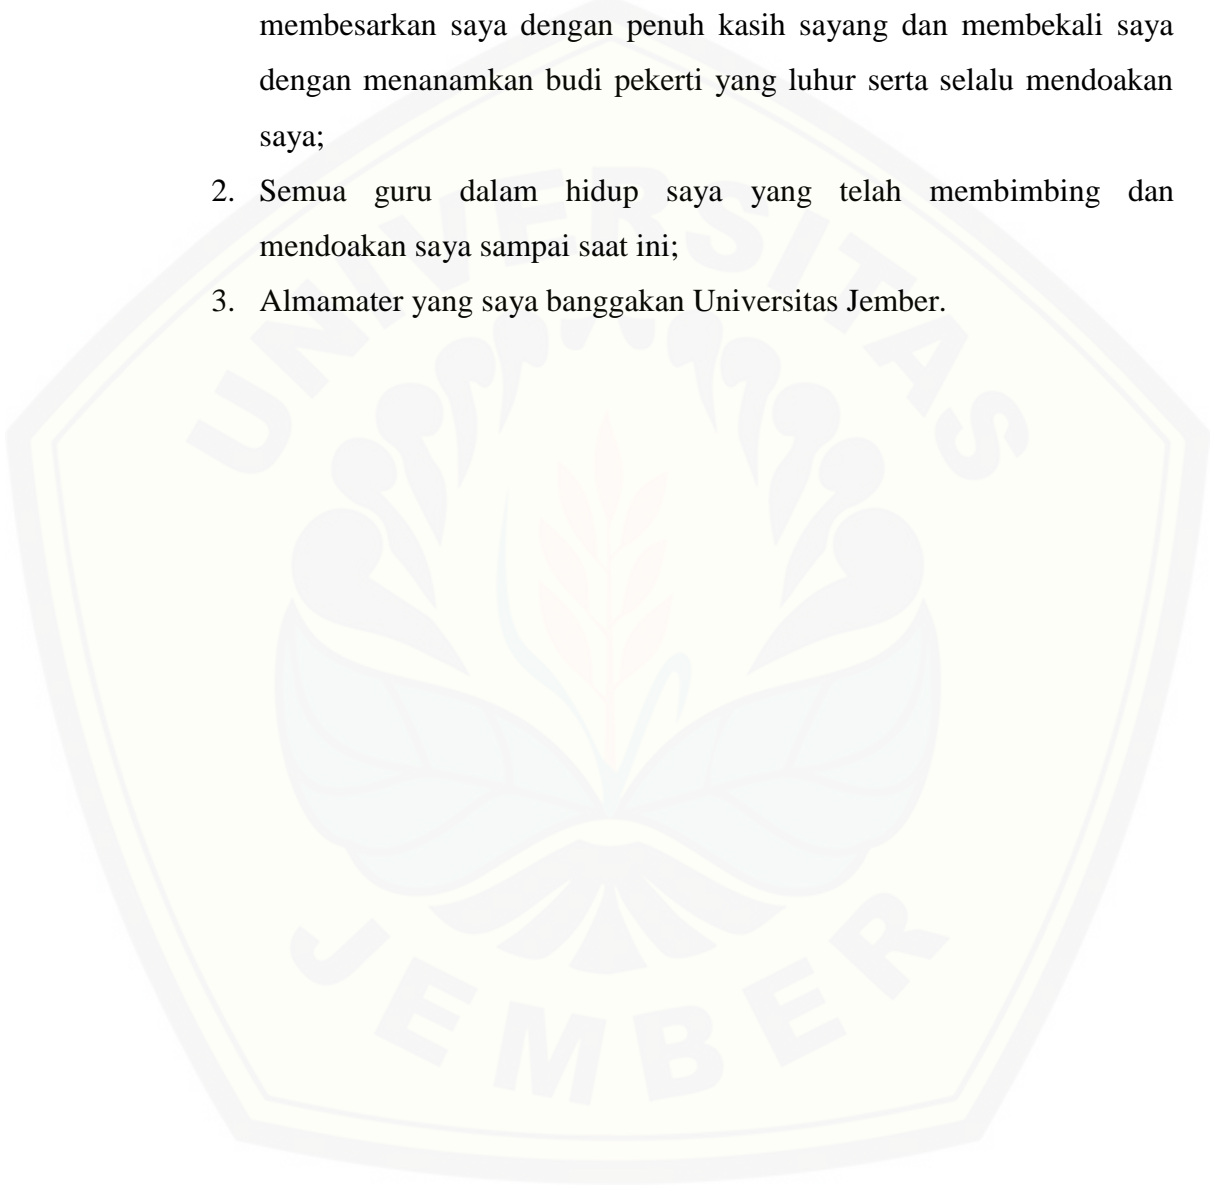 membesarkan saya dengan penuh kasih sayang dan membekali saya
dengan menanamkan budi pekerti yang luhur serta selalu mendoakan
saya;
2. Semua guru dalam hidup saya yang telah membimbing dan
mendoakan saya sampai saat ini;
3. Almamater yang saya banggakan Universitas Jember.
UNIVERSITAS
JEMBER